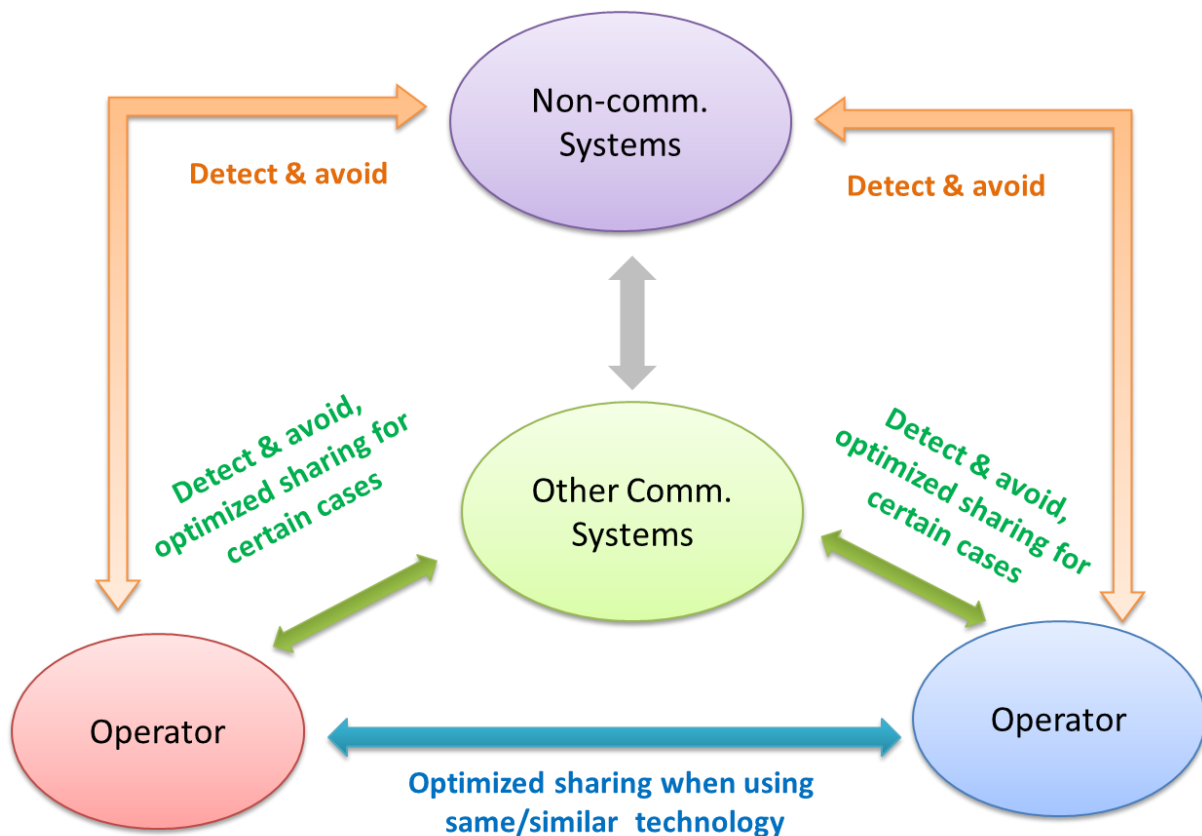 Non-comm.
Systems
Detect & avoid
Detect & avoid
Detect & avoid,
optimized sharing for
certain cases
Other Comm.
Systems
Detect & avoid,
optimized sharing for
certain cases
Operator
Operator
Optimized sharing when using
same/similar technology